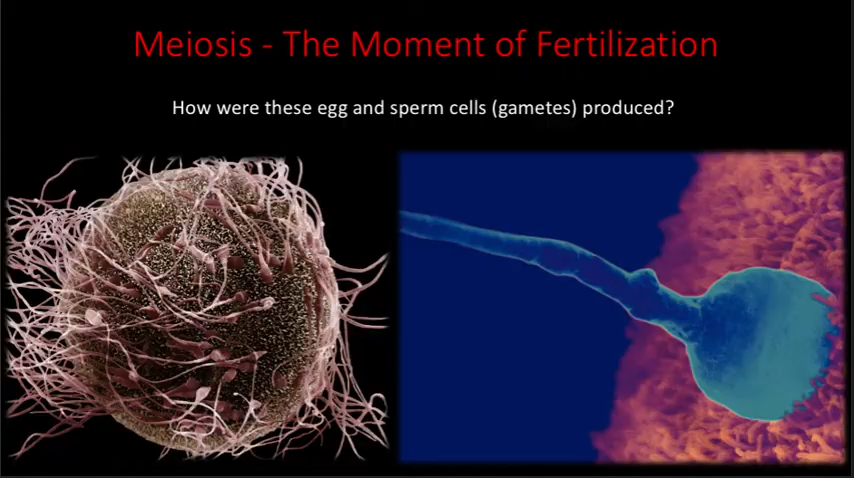 Meiosis - The Moment of Fertilization
How were these egg and sperm cells (gametes) produced?